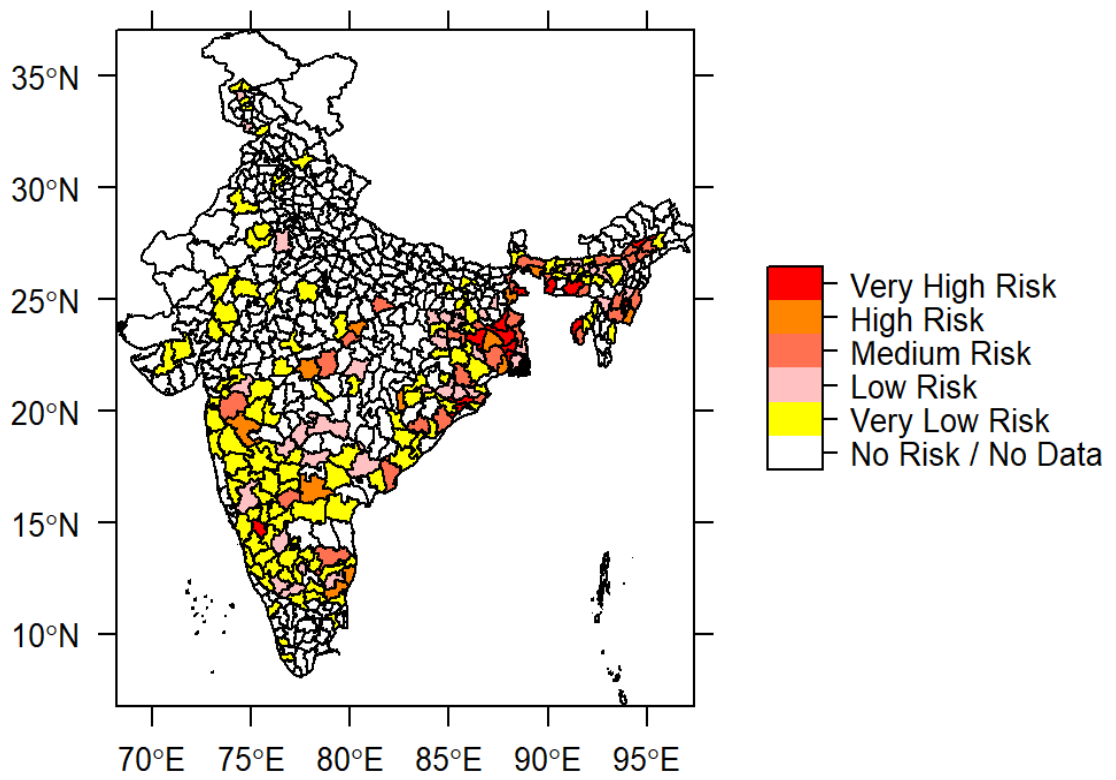 35°N
30°N
25°N
20°N
15°N
10°N
70°E 75°E 80°E 85°E 90°E 95°E
Very High Risk
High Risk
Medium Risk
Low Risk
Very Low Risk
No Risk / No Data